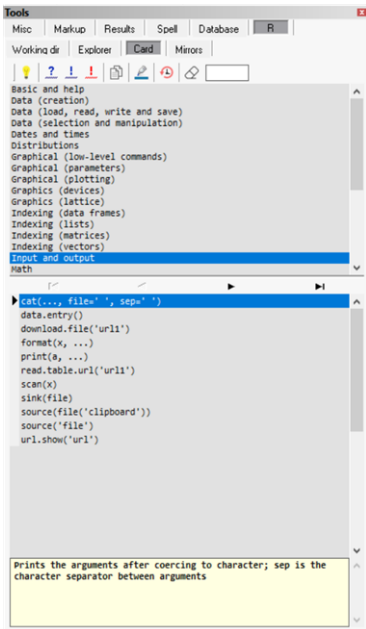 Tools
Misc Markup Results Spell Database R
Working dir Explorer Card Mirrors
Basic and help
Data (creation)
Data (load, read, write and save)
Data (selection and manipulation)
Dates and times
Distributions
Graphical (low-level commands)
Graphical (parameters)
Graphical (plotting)
Graphics (devices)
Graphics (lattice)
Indexing (data frames)
Indexing (lists)
Indexing (matrices)
Indexing (vectors)
Input and output
Math
cat(..., file=' ', sep=' ')
data.entry()
download.file('url1')
format(x, ...)
print(a, ...)
read.table.url('url1')
scan(x)
sink(file)
source(file('clipboard'))
source('file')
url.show('url')
Prints the arguments after coercing to character; sep is the
character separator between arguments